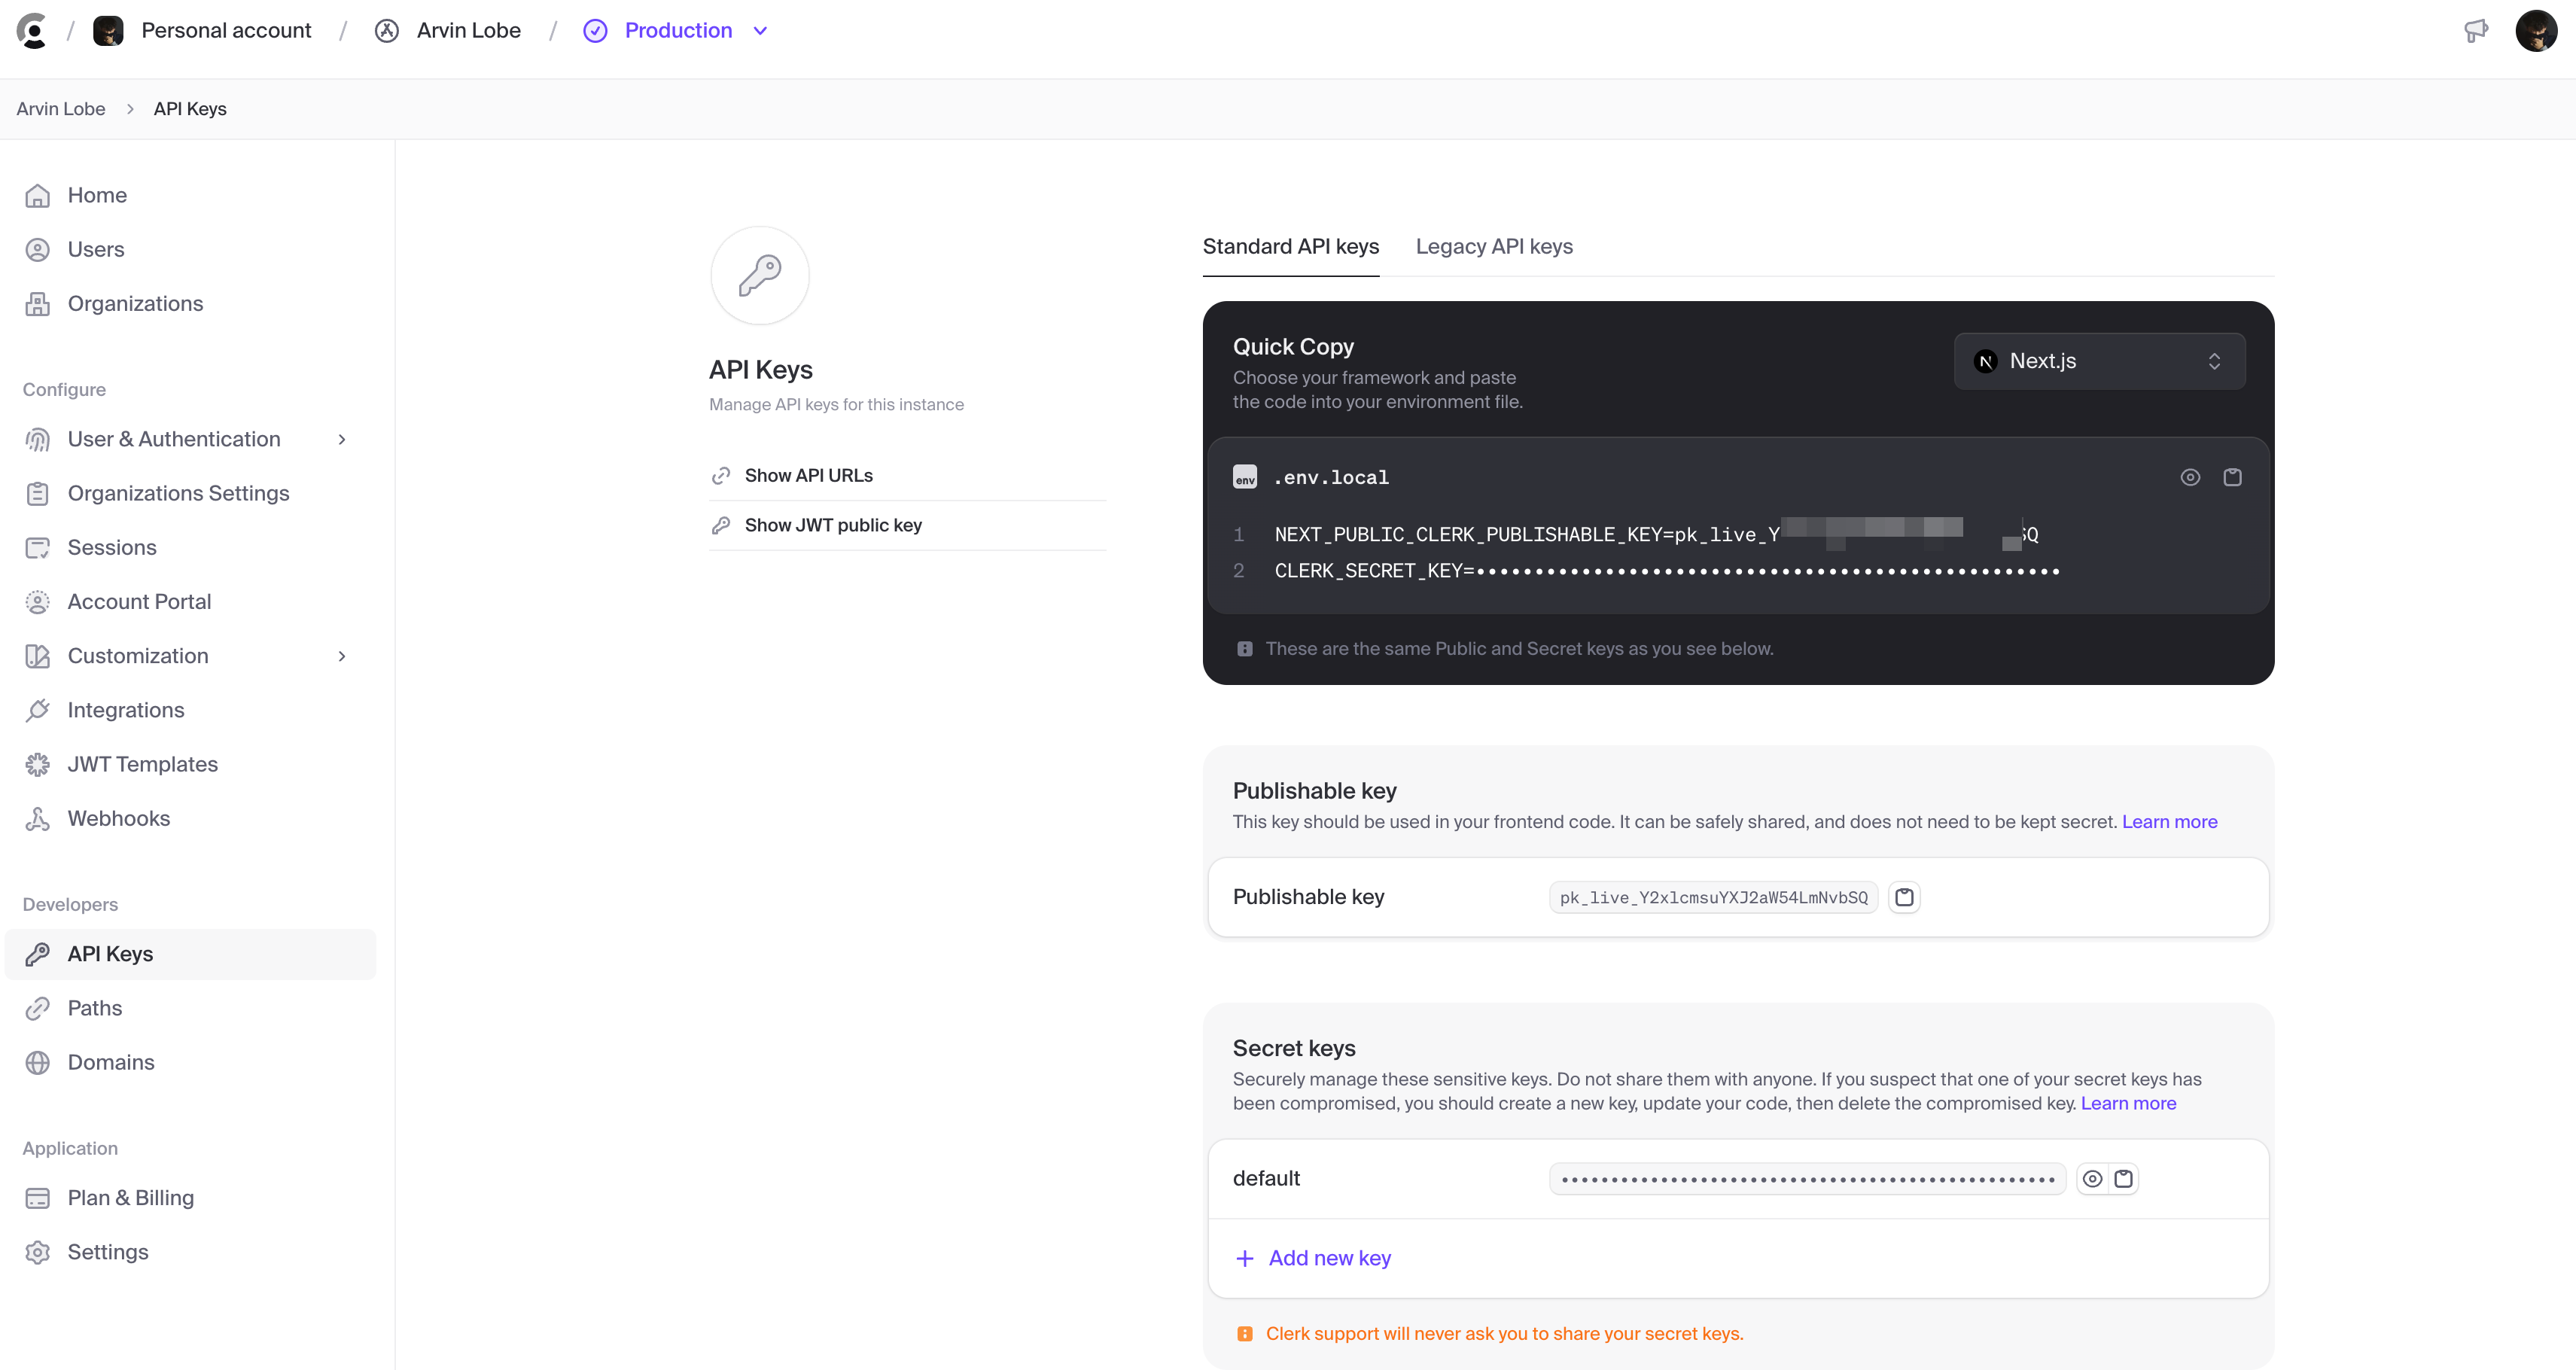 / Personal account / Arvin Lobe / Production
Arvin Lobe > API Keys
Home
Users
Organizations
Configure
User & Authentication
Organizations Settings
Sessions
Account Portal
Customization
Integrations
JWT Templates
Webhooks
Developers
API Keys
Paths
Domains
Application
Plan & Billing
Settings
API Keys
Manage API keys for this instance
Show API URLs
Show JWT public key
Standard API keys Legacy API keys
Quick Copy
Choose your framework and paste
the code into your environment file.
N Next.js
env .env.local
1 NEXT_PUBLIC_CLERK_PUBLISHABLE_KEY=pk_live_Y
2 CLERK_SECRET_KEY=••••••••••••••••••••••••••••••••••••••••••••••••••
These are the same Public and Secret keys as you see below.
Publishable key
This key should be used in your frontend code. It can be safely shared, and does not need to be kept secret. Learn more
Publishable key pk_live_Y2xlcmsuYXJ2aW54LmNvbSQ
Secret keys
Securely manage these sensitive keys. Do not share them with anyone. If you suspect that one of your secret keys has
been compromised, you should create a new key, update your code, then delete the compromised key. Learn more
default ••••••••••••••••••••••••••••••••••••••••••••••••••
+ Add new key
Clerk support will never ask you to share your secret keys.